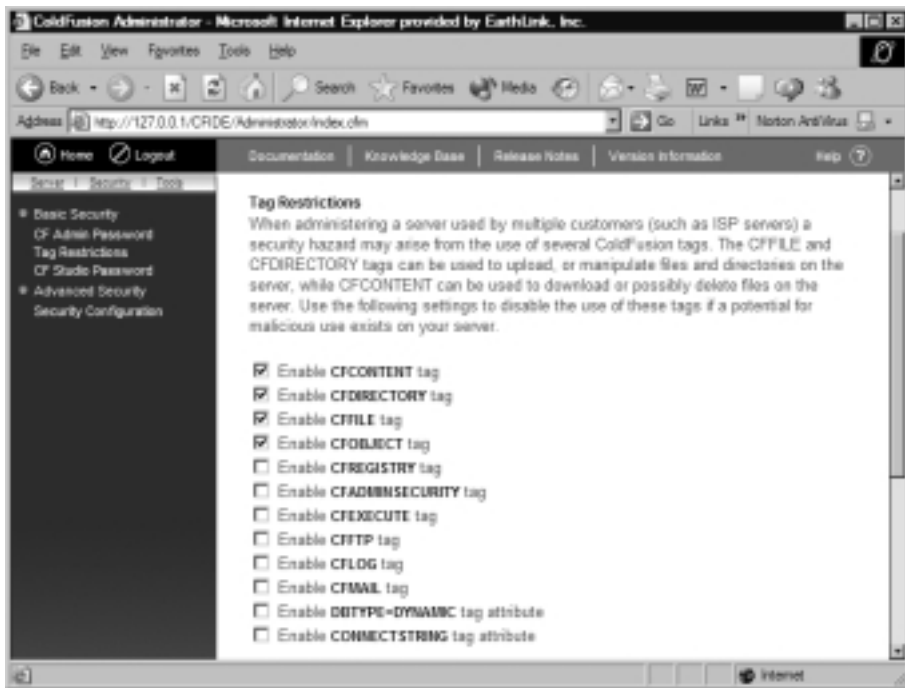 ColdFusion Administrator - Microsoft Internet Explorer provided by EarthLink, Inc.
File Edit View Favorites Tools Help
Back Search Favorites Media
Address http://127.0.0.1/CFIDE/Administrator/index.cfm Go Links » Norton AntiVirus
Home Logout Documentation | Knowledge Base | Release Notes | Version Information Help ?
Server | Security | Tools
Basic Security
CF Admin Password
Tag Restrictions
CF Studio Password
Advanced Security
Security Configuration
Tag Restrictions
When administering a server used by multiple customers (such as ISP servers) a
security hazard may arise from the use of several ColdFusion tags. The CFFILE and
CFDIRECTORY tags can be used to upload, or manipulate files and directories on the
server, while CFCONTENT can be used to download or possibly delete files on the
server. Use the following settings to disable the use of these tags if a potential for
malicious use exists on your server.
Enable CFCONTENT tag
Enable CFDIRECTORY tag
Enable CFFILE tag
Enable CFOBJECT tag
Enable CFREGISTRY tag
Enable CFADMINSECURITY tag
Enable CFEXECUTE tag
Enable CFFTP tag
Enable CFLOG tag
Enable CFMAIL tag
Enable DBTYPE=DYNAMIC tag attribute
Enable CONNECTSTRING tag attribute
Internet